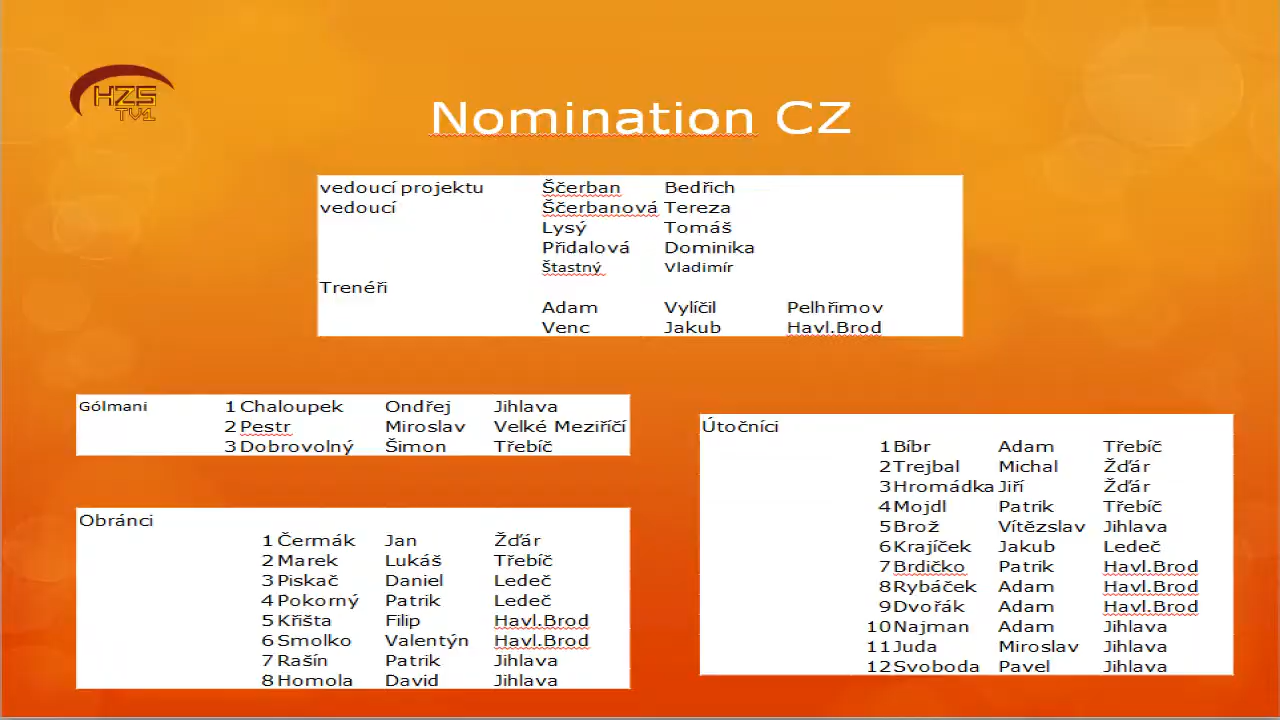 HZS
TV1
Nomination CZ
vedoucí projektu Ščerban Bedřich
vedoucí Ščerbanová Tereza
Lysý Tomáš
Přidalová Dominika
Štastný Vladimír
Trenéři
Adam Vylíčil Pelhřimov
Venc Jakub Havl.Brod
Gólmani 1 Chaloupek Ondřej Jihlava
2 Pestr Miroslav Velké Meziříčí
3 Dobrovolný Šimon Třebíč
Obránci
1 Čermák Jan Žďár
2 Marek Lukáš Třebíč
3 Piskač Daniel Ledeč
4 Pokorný Patrik Ledeč
5 Křišta Filip Havl.Brod
6 Smolko Valentýn Havl.Brod
7 Rašín Patrik Jihlava
8 Homola David Jihlava
Útočníci
1 Bíbr Adam Třebíč
2 Trejbal Michal Žďár
3 Hromádka Jiří Žďár
4 Mojdl Patrik Třebíč
5 Brož Vítězslav Jihlava
6 Krajíček Jakub Ledeč
7 Brdičko Patrik Havl.Brod
8 Rybáček Adam Havl.Brod
9 Dvořák Adam Havl.Brod
10 Najman Adam Jihlava
11 Juda Miroslav Jihlava
12 Svoboda Pavel Jihlava